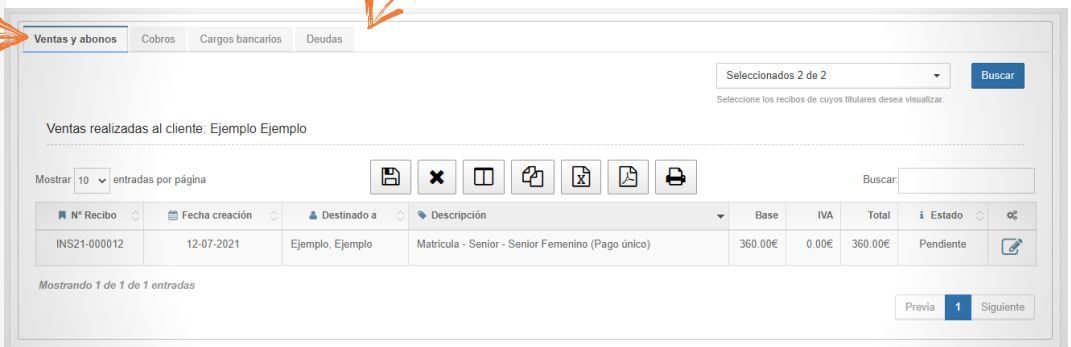 Ventas y abonos Cobros Cargos bancarios Deudas
Seleccionados 2 de 2 Buscar
Seleccione los recibos de cuyos titulares desea visualizar.
Ventas realizadas al cliente: Ejemplo Ejemplo
Mostrar 10 entradas por página Buscar:
Nº Recibo Fecha creación Destinado a Descripción Base IVA Total Estado
INS21-000012 12-07-2021 Ejemplo, Ejemplo Matricula - Senior - Senior Femenino (Pago único) 360.00€ 0.00€ 360.00€ Pendiente
Mostrando 1 de 1 de 1 entradas
Previa 1 Siguiente